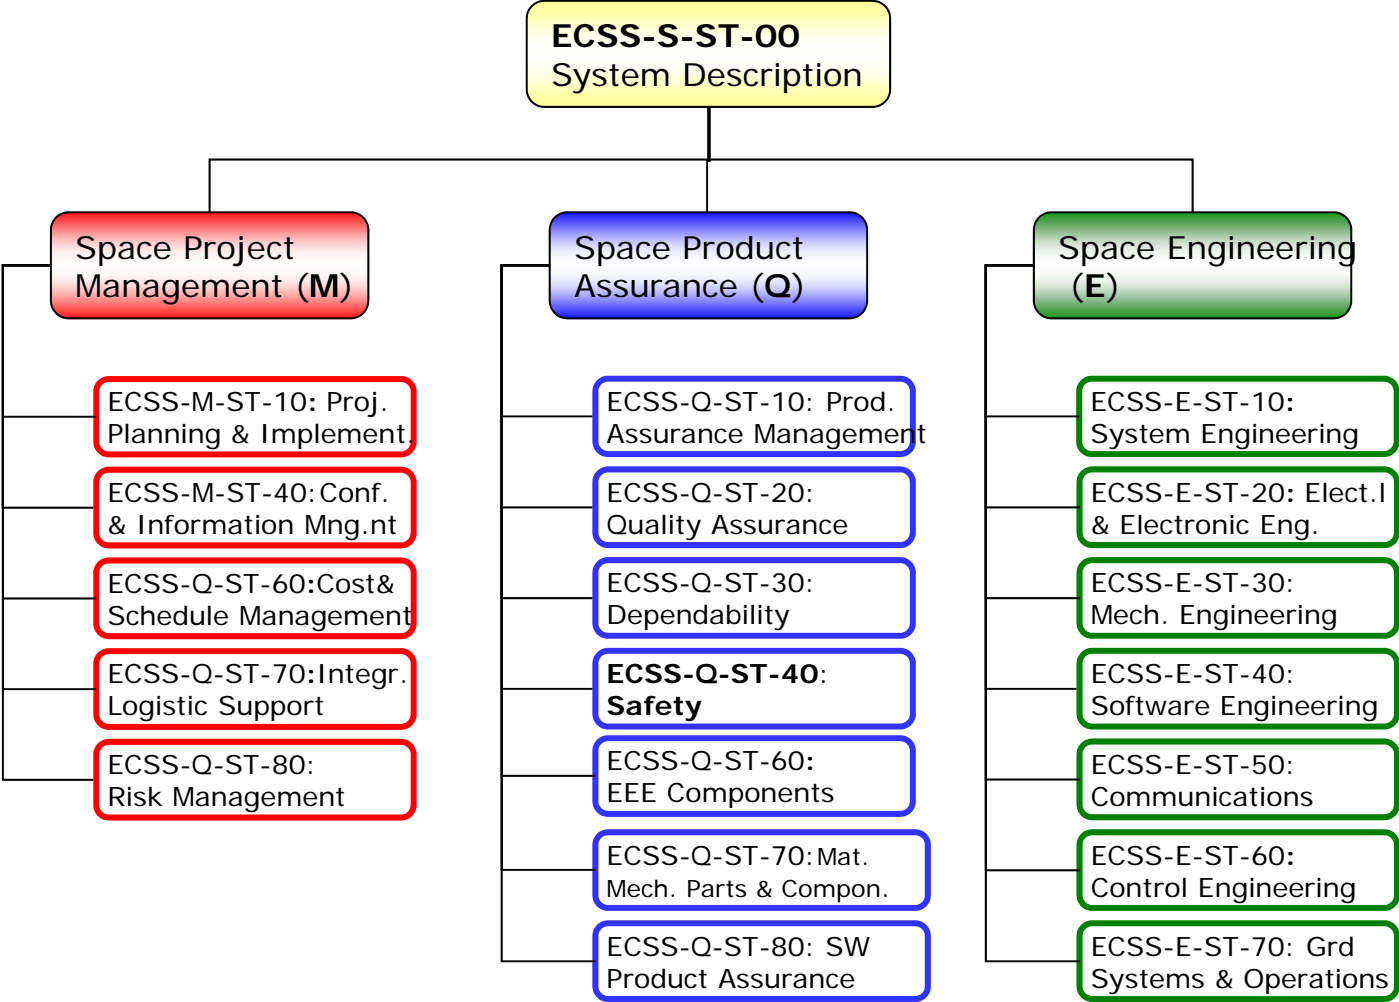 ECSS-S-ST-00
System Description
Space Project
Management (M)
ECSS-M-ST-10: Proj.
Planning & Implement.
ECSS-M-ST-40:Conf.
& Information Mng.nt
ECSS-Q-ST-60:Cost&
Schedule Management
ECSS-Q-ST-70:Integr.
Logistic Support
ECSS-Q-ST-80:
Risk Management
Space Product
Assurance (Q)
ECSS-Q-ST-10: Prod.
Assurance Management
ECSS-Q-ST-20:
Quality Assurance
ECSS-Q-ST-30:
Dependability
ECSS-Q-ST-40:
Safety
ECSS-Q-ST-60:
EEE Components
ECSS-Q-ST-70:Mat.
Mech. Parts & Compon.
ECSS-Q-ST-80: SW
Product Assurance
Space Engineering
(E)
ECSS-E-ST-10:
System Engineering
ECSS-E-ST-20: Elect.l
& Electronic Eng.
ECSS-E-ST-30:
Mech. Engineering
ECSS-E-ST-40:
Software Engineering
ECSS-E-ST-50:
Communications
ECSS-E-ST-60:
Control Engineering
ECSS-E-ST-70: Grd
Systems & Operations